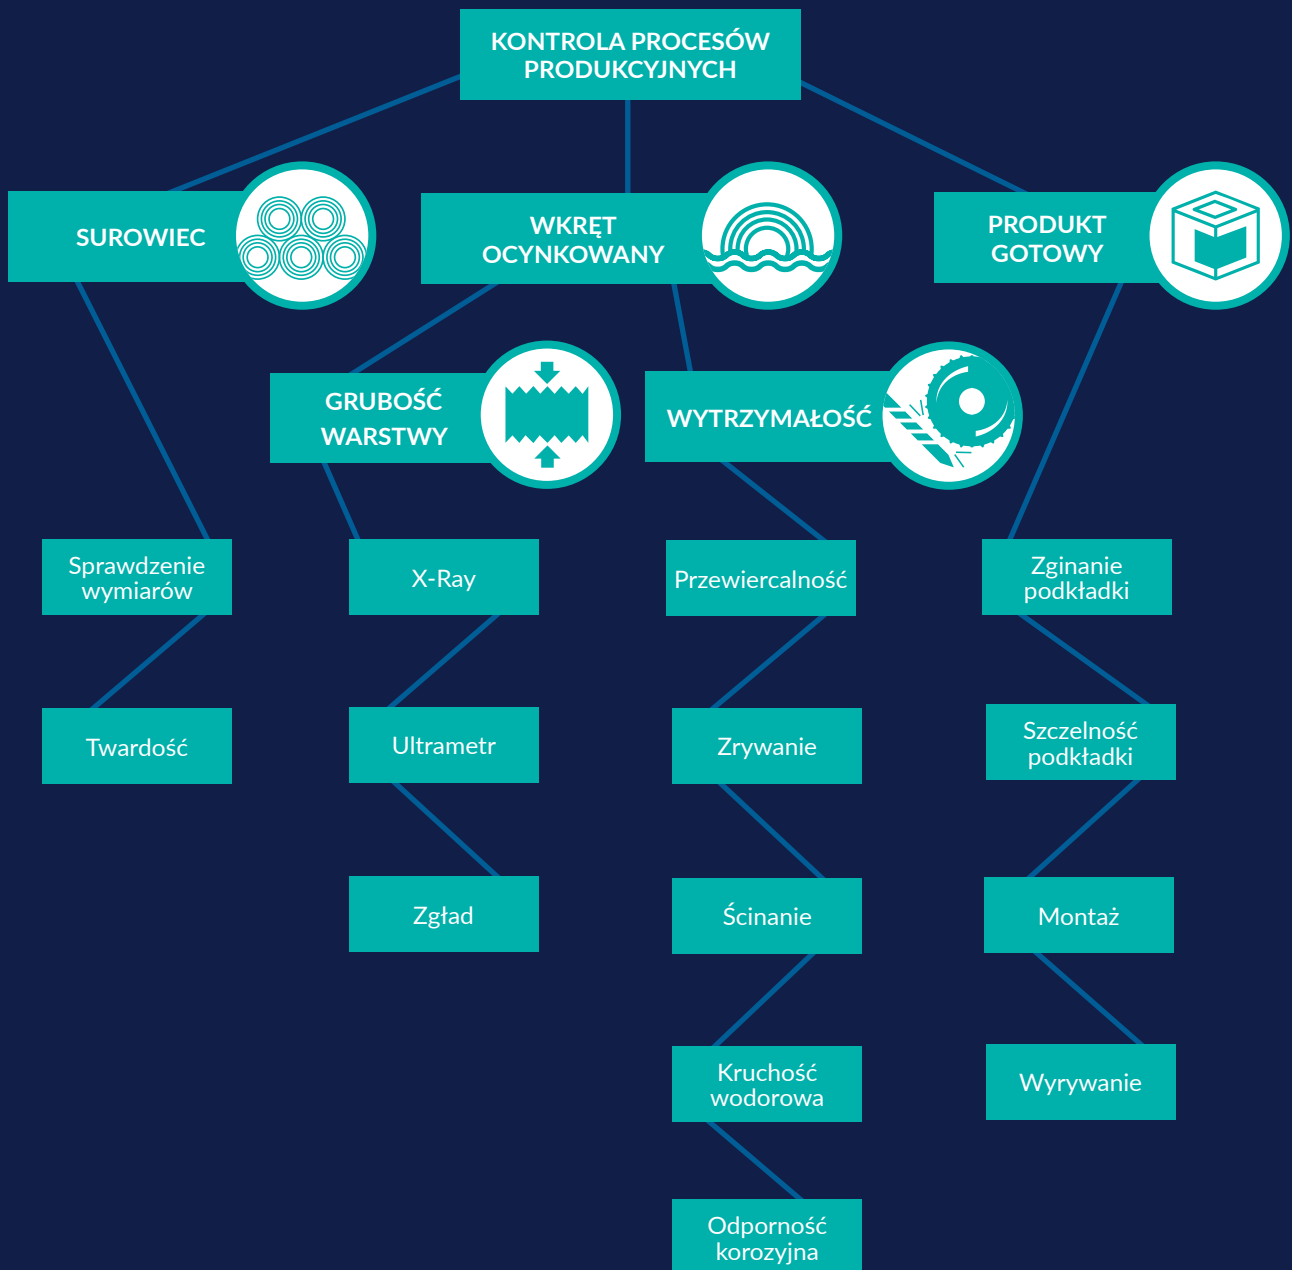 KONTROLA PROCESÓW
PRODUKCYJNYCH
SUROWIEC
WKRĘT
OCYNKOWANY
PRODUKT
GOTOWY
GRUBOŚĆ
WARSTWY
WYTRZYMAŁOŚĆ
Sprawdzenie
wymiarów
X-Ray
Przewiercalność
Zginanie
podkładki
Twardość
Ultrametr
Zrywanie
Szczelność
podkładki
Zgład
Ścinanie
Montaż
Kruchość
wodorowa
Wyrywanie
Odporność
korozyjna